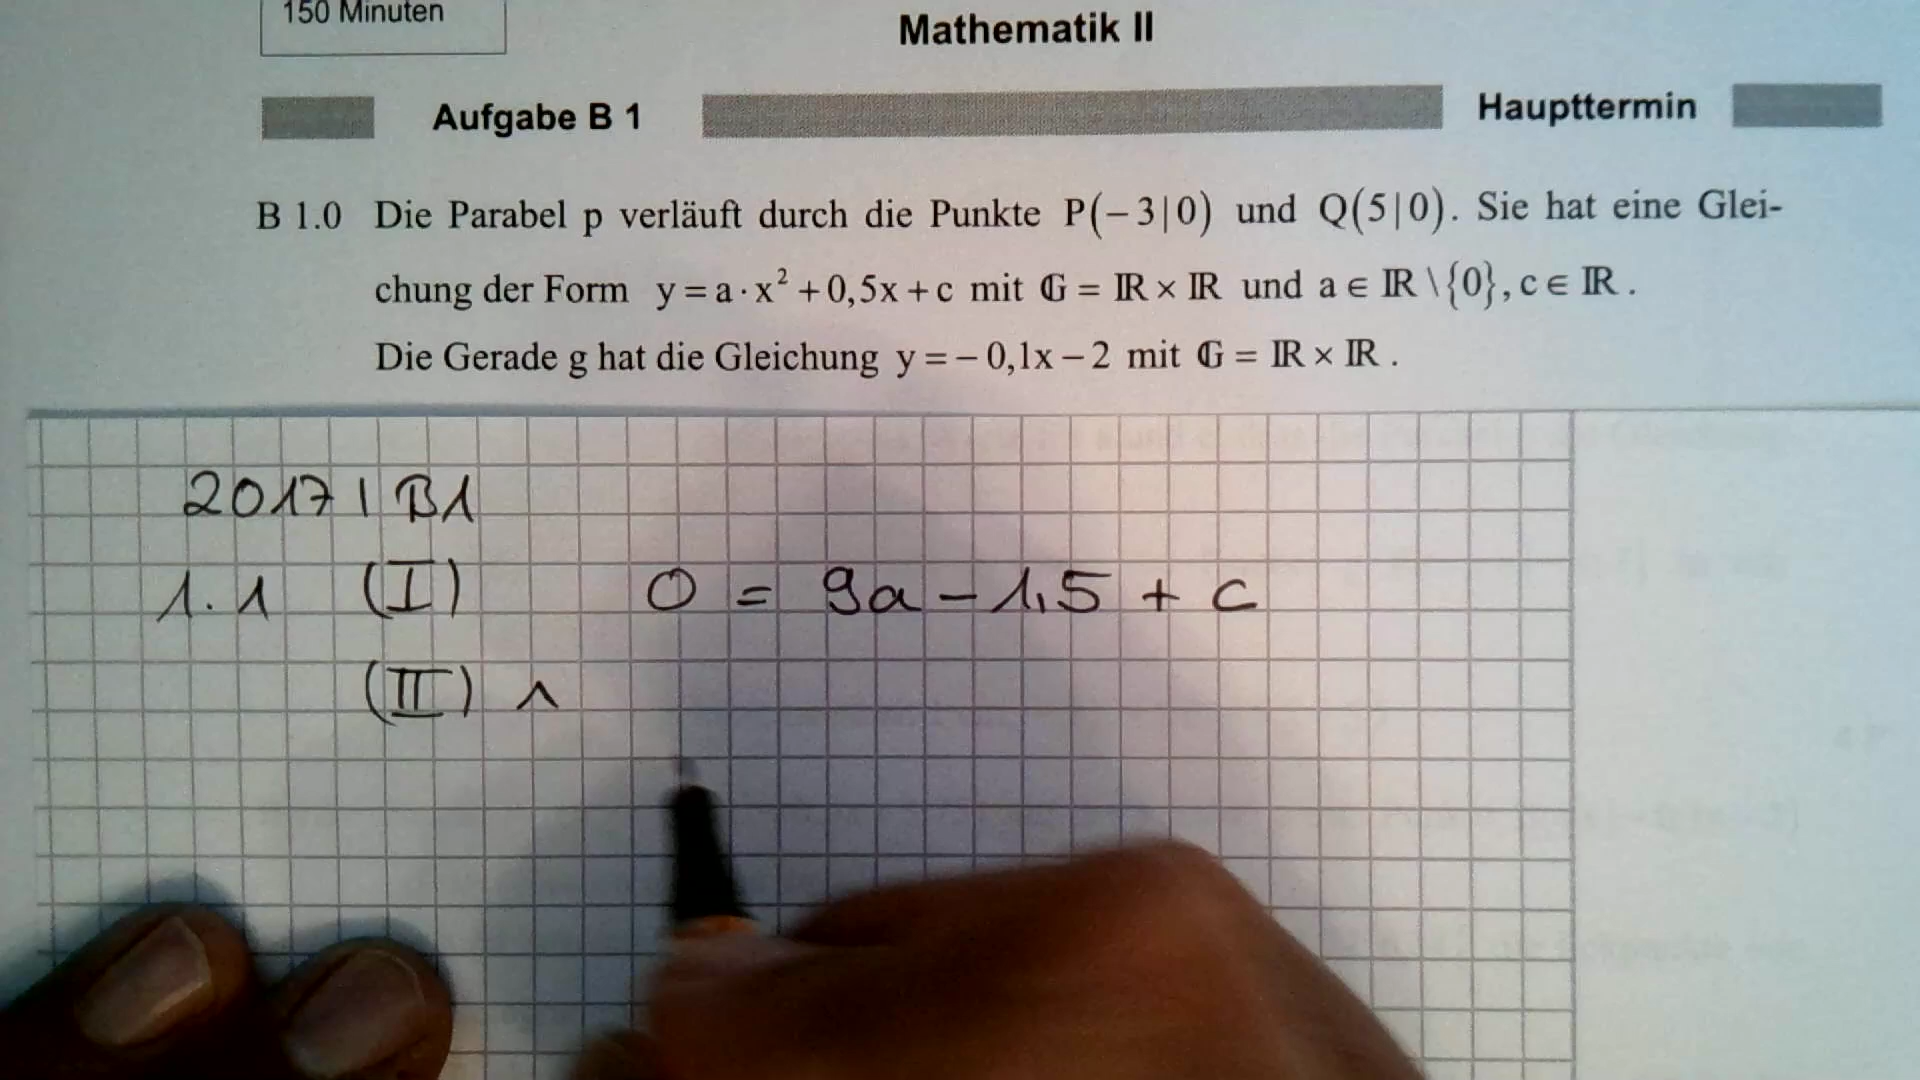 150 Minuten
Mathematik II
Aufgabe B 1
Haupttermin
B 1.0 Die Parabel p verläuft durch die Punkte P(−3|0) und Q(5|0). Sie hat eine Glei-
chung der Form y = a · x² + 0,5x + c mit 𝔾 = ℝ × ℝ und a ∈ ℝ \ {0}, c ∈ ℝ .
Die Gerade g hat die Gleichung y = − 0,1x − 2 mit 𝔾 = ℝ × ℝ .
2017 | B1
1.1 (I) 0 = 9a − 1,5 + c
(II) ∧